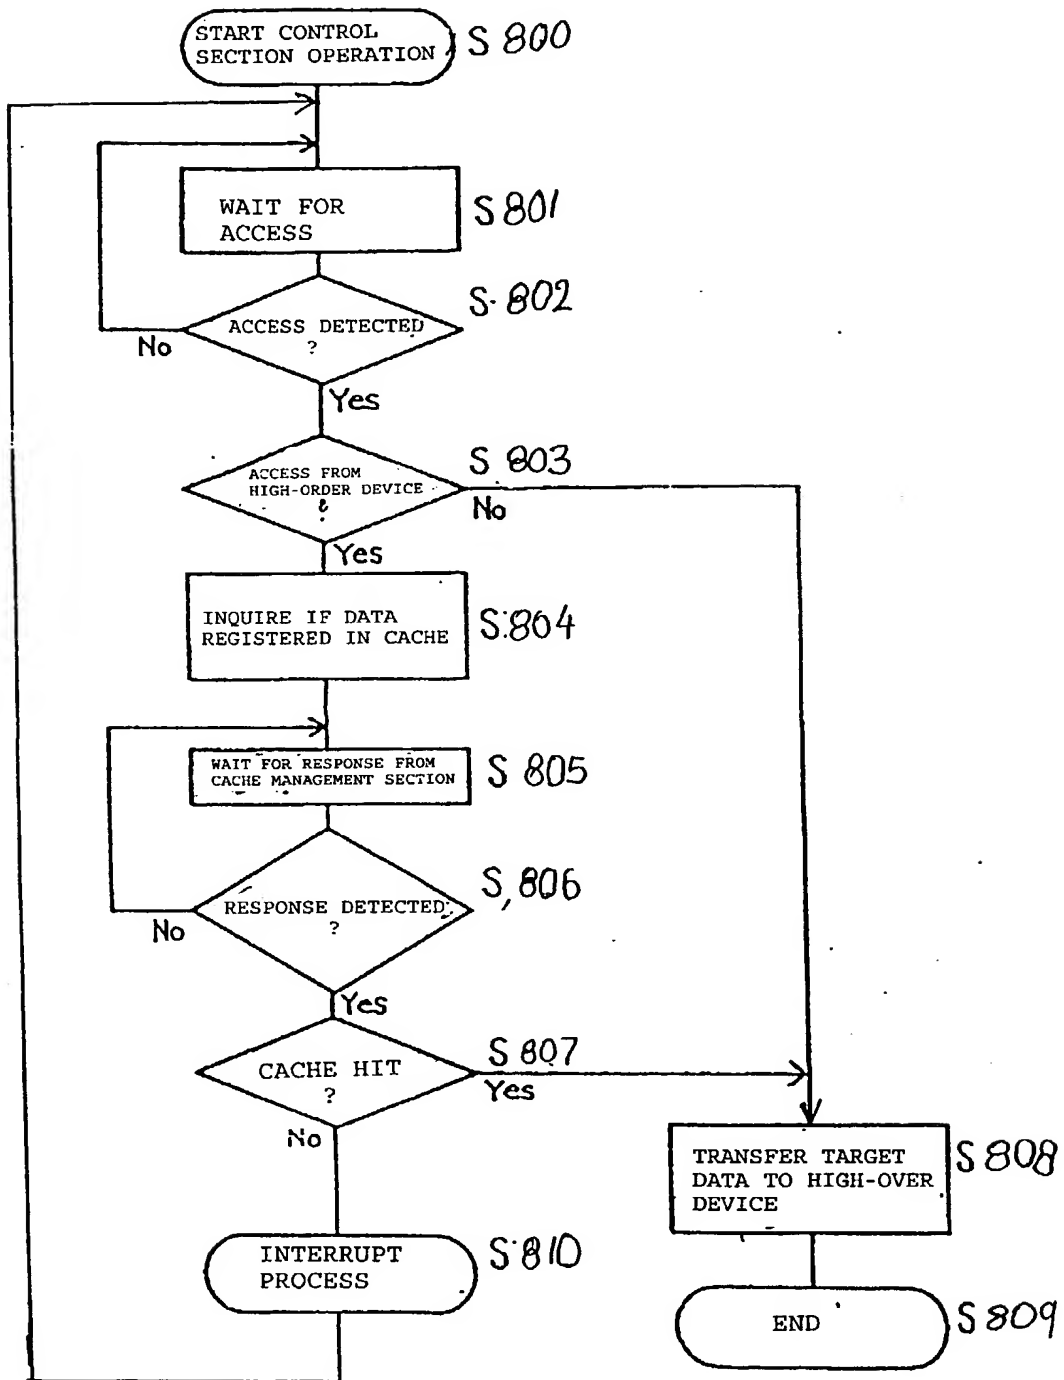 START CONTROL
SECTION OPERATION
S 800
WAIT FOR
ACCESS
S 801
ACCESS DETECTED
?
S 802
No
Yes
ACCESS FROM
HIGH-ORDER DEVICE
?
S 803
No
Yes
INQUIRE IF DATA
REGISTERED IN CACHE
S 804
WAIT FOR RESPONSE FROM
CACHE MANAGEMENT SECTION
S 805
RESPONSE DETECTED
?
S 806
No
Yes
CACHE HIT
?
S 807
Yes
No
TRANSFER TARGET
DATA TO HIGH-OVER
DEVICE
S 808
INTERRUPT
PROCESS
S 810
END
S 809